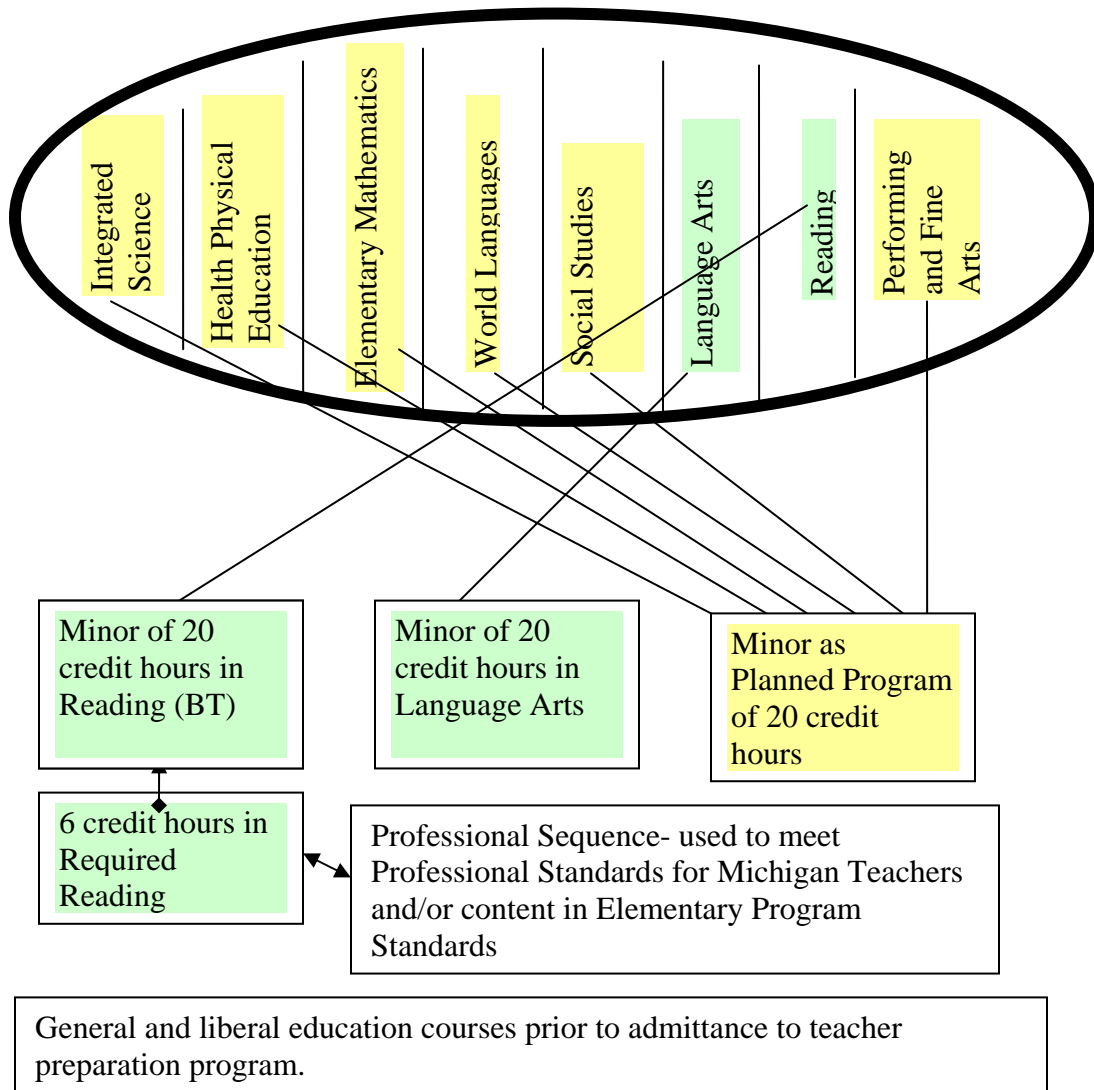 Integrated
Science
Health Physical
Education
Elementary Mathematics
World Languages
Social Studies
Language Arts
Reading
Performing
and Fine
Arts
Minor of 20
credit hours in
Reading (BT)
Minor of 20
credit hours in
Language Arts
Minor as
Planned Program
of 20 credit
hours
6 credit hours in
Required
Reading
Professional Sequence- used to meet
Professional Standards for Michigan Teachers
and/or content in Elementary Program
Standards
General and liberal education courses prior to admittance to teacher
preparation program.